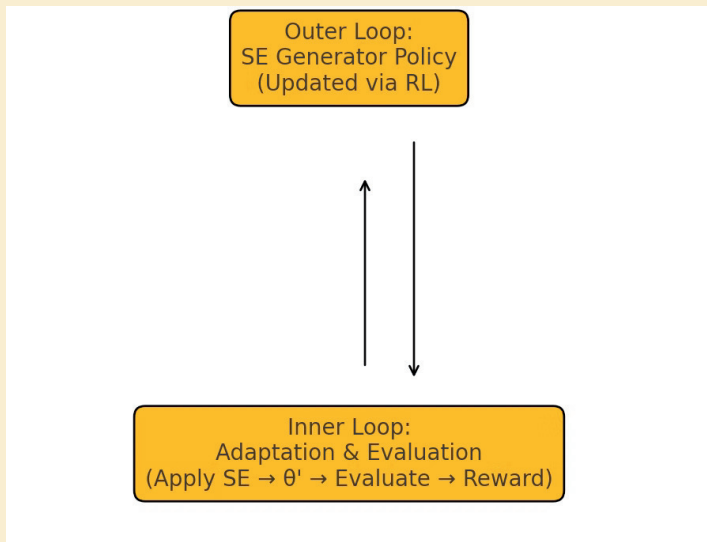 Outer Loop:
SE Generator Policy
(Updated via RL)
Inner Loop:
Adaptation & Evaluation
(Apply SE → θ' → Evaluate → Reward)